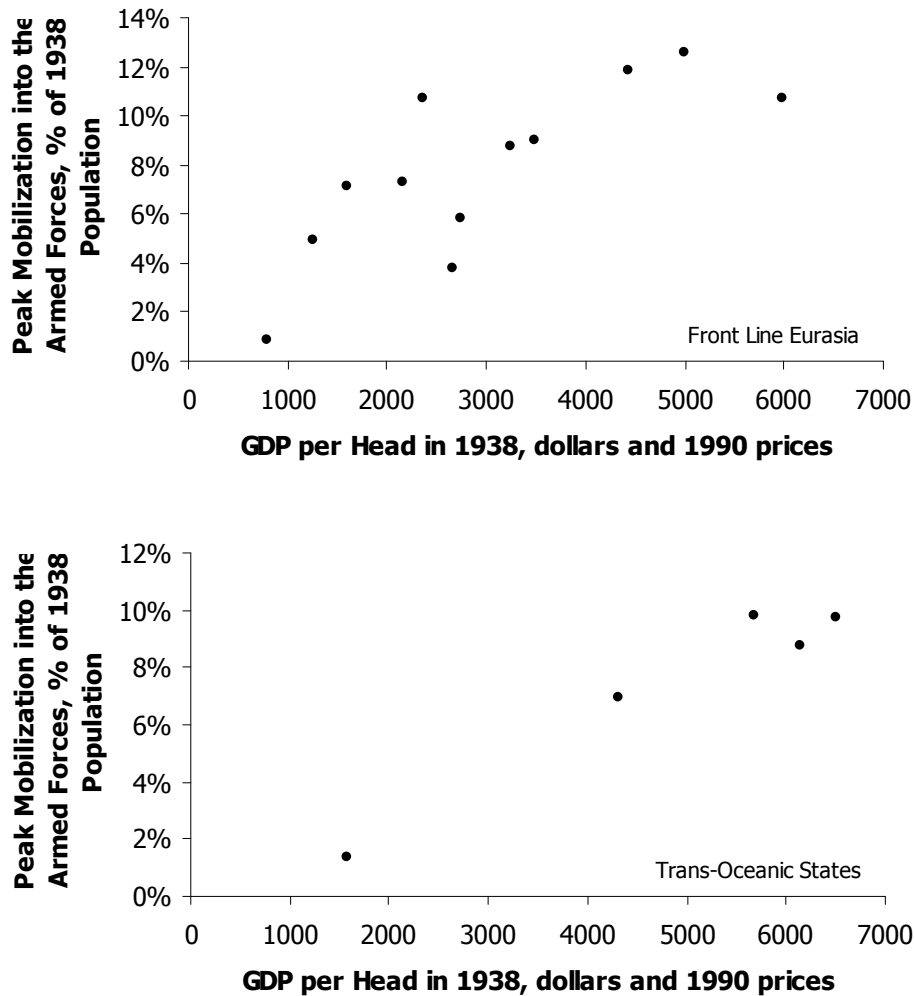 Peak Mobilization into the
Armed Forces, % of 1938
Population
14%
12%
10%
8%
6%
4%
2%
0%
Front Line Eurasia
0 1000 2000 3000 4000 5000 6000 7000
GDP per Head in 1938, dollars and 1990 prices
Peak Mobilization into the
Armed Forces, % of 1938
Population
12%
10%
8%
6%
4%
2%
0%
Trans-Oceanic States
0 1000 2000 3000 4000 5000 6000 7000
GDP per Head in 1938, dollars and 1990 prices